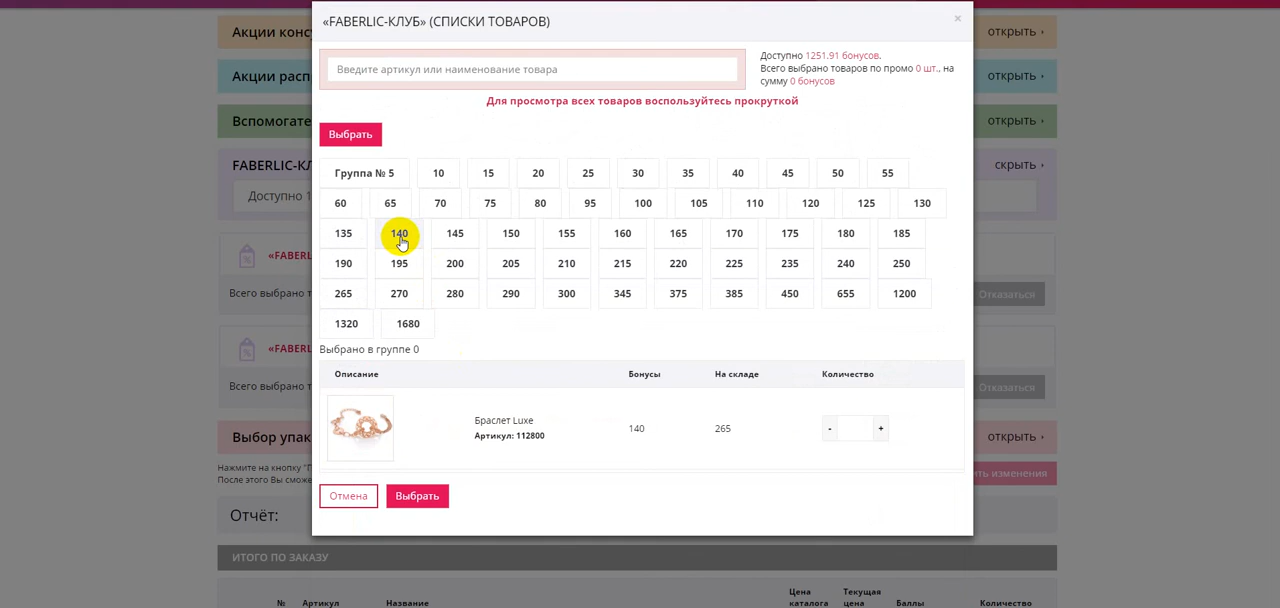 «FABERLIC-КЛУБ» (СПИСКИ ТОВАРОВ)
×
Акции конс
открыть ›
Введите артикул или наименование товара
Доступно 1251.91 бонусов.
Всего выбрано товаров по промо 0 шт., на
сумму 0 бонусов
Акции расп
открыть ›
Для просмотра всех товаров воспользуйтесь прокруткой
Вспомогате
открыть ›
Выбрать
FABERLIC-КЛ
скрыть ›
Группа № 5 10 15 20 25 30 35 40 45 50 55
Доступно 1
60 65 70 75 80 95 100 105 110 120 125 130
135 140 145 150 155 160 165 170 175 180 185
«FABERL
190 195 200 205 210 215 220 225 235 240 250
Всего выбрано т
265 270 280 290 300 345 375 385 450 655 1200
Отказаться
1320 1680
«FABERL
Выбрано в группе 0
Описание Бонусы На складе Количество
Всего выбрано т
Отказаться
Браслет Luxe
Артикул: 112800
140 265 - +
Выбор упак
открыть ›
Нажмите на кнопку "П
После этого Вы сможе
ть изменения
Отмена Выбрать
Отчёт:
ИТОГО ПО ЗАКАЗУ
№ Артикул Название Цена каталога Текущая цена Баллы Количество